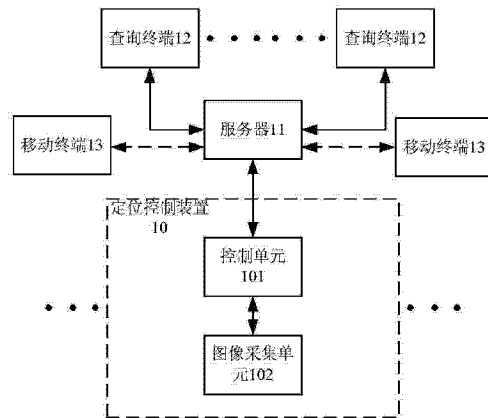 查询终端12
查询终端12
服务器11
移动终端13
移动终端13
定位控制装置
10
控制单元
101
图像采集单
元102